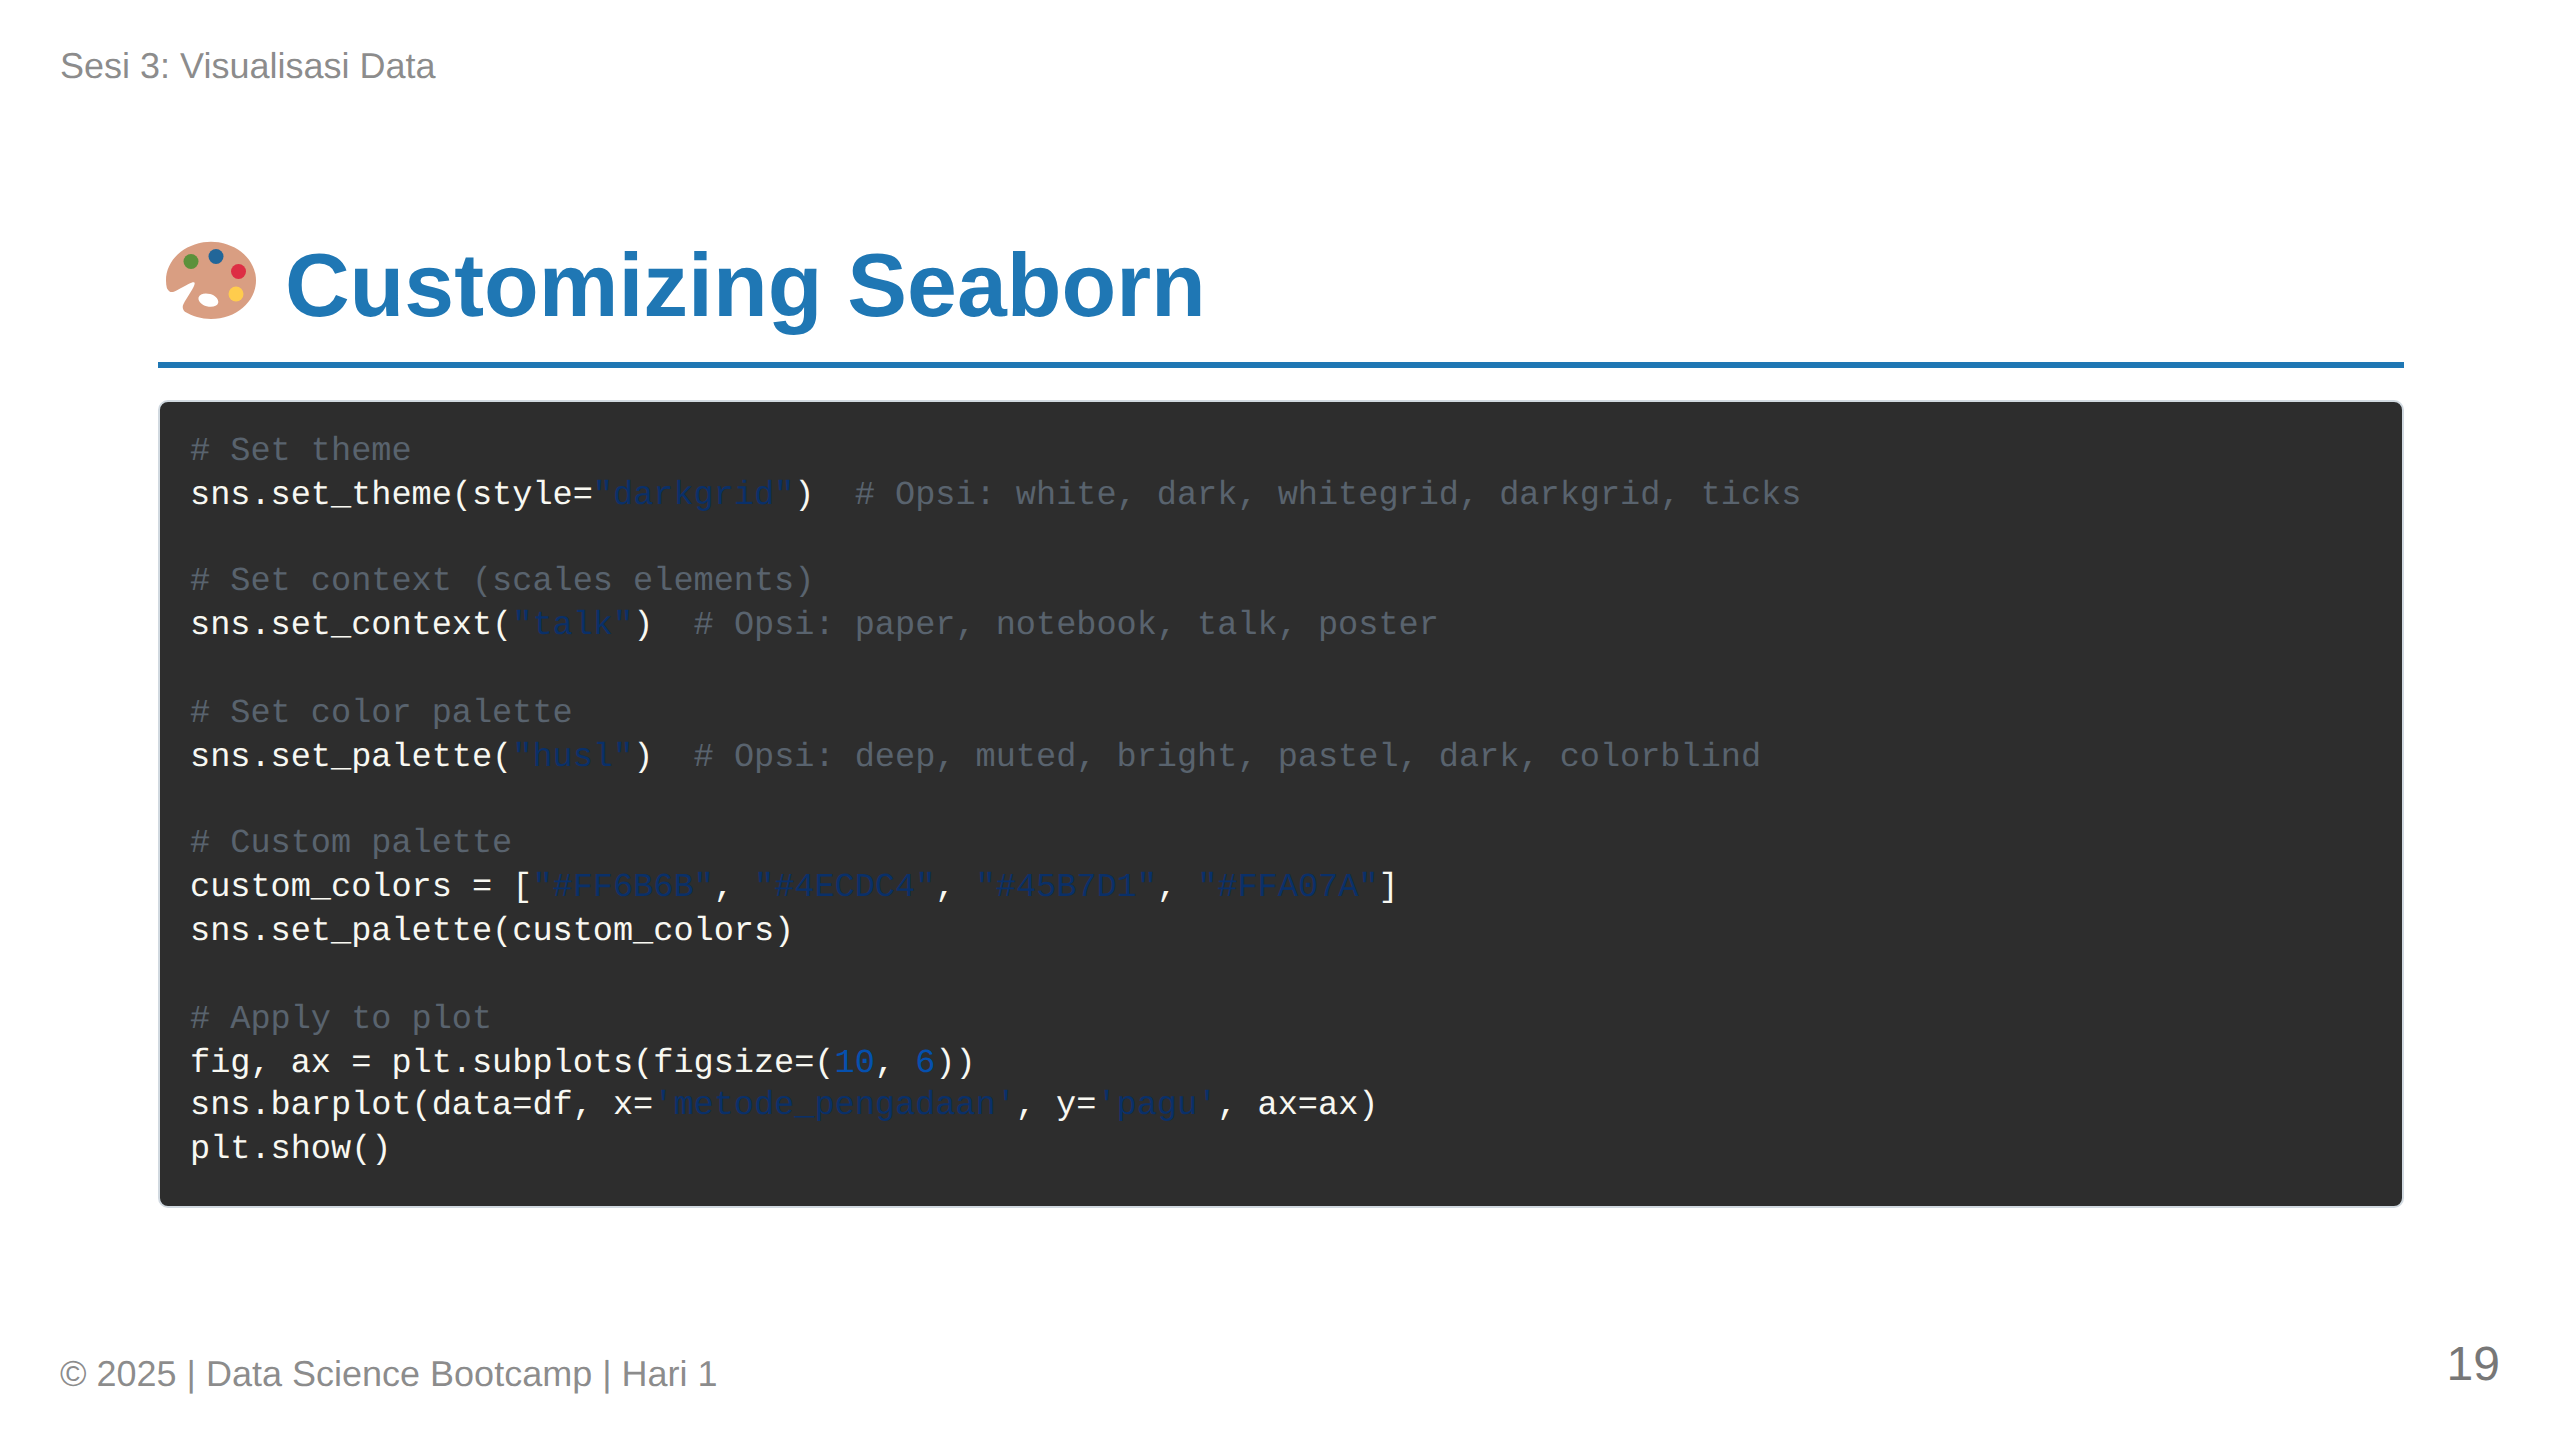 Sesi 3: Visualisasi Data
🎨 Customizing Seaborn
# Set theme
sns.set_theme(style="darkgrid")  # Opsi: white, dark, whitegrid, darkgrid, ticks
# Set context (scales elements)
sns.set_context("talk")  # Opsi: paper, notebook, talk, poster
# Set color palette
sns.set_palette("husl")  # Opsi: deep, muted, bright, pastel, dark, colorblind
# Custom palette
custom_colors = ["#FF6B6B", "#4ECDC4", "#45B7D1", "#FFA07A"]
sns.set_palette(custom_colors)
# Apply to plot
fig, ax = plt.subplots(figsize=(10, 6))
sns.barplot(data=df, x='metode_pengadaan', y='pagu', ax=ax)
plt.show()
© 2025 | Data Science Bootcamp | Hari 1
19